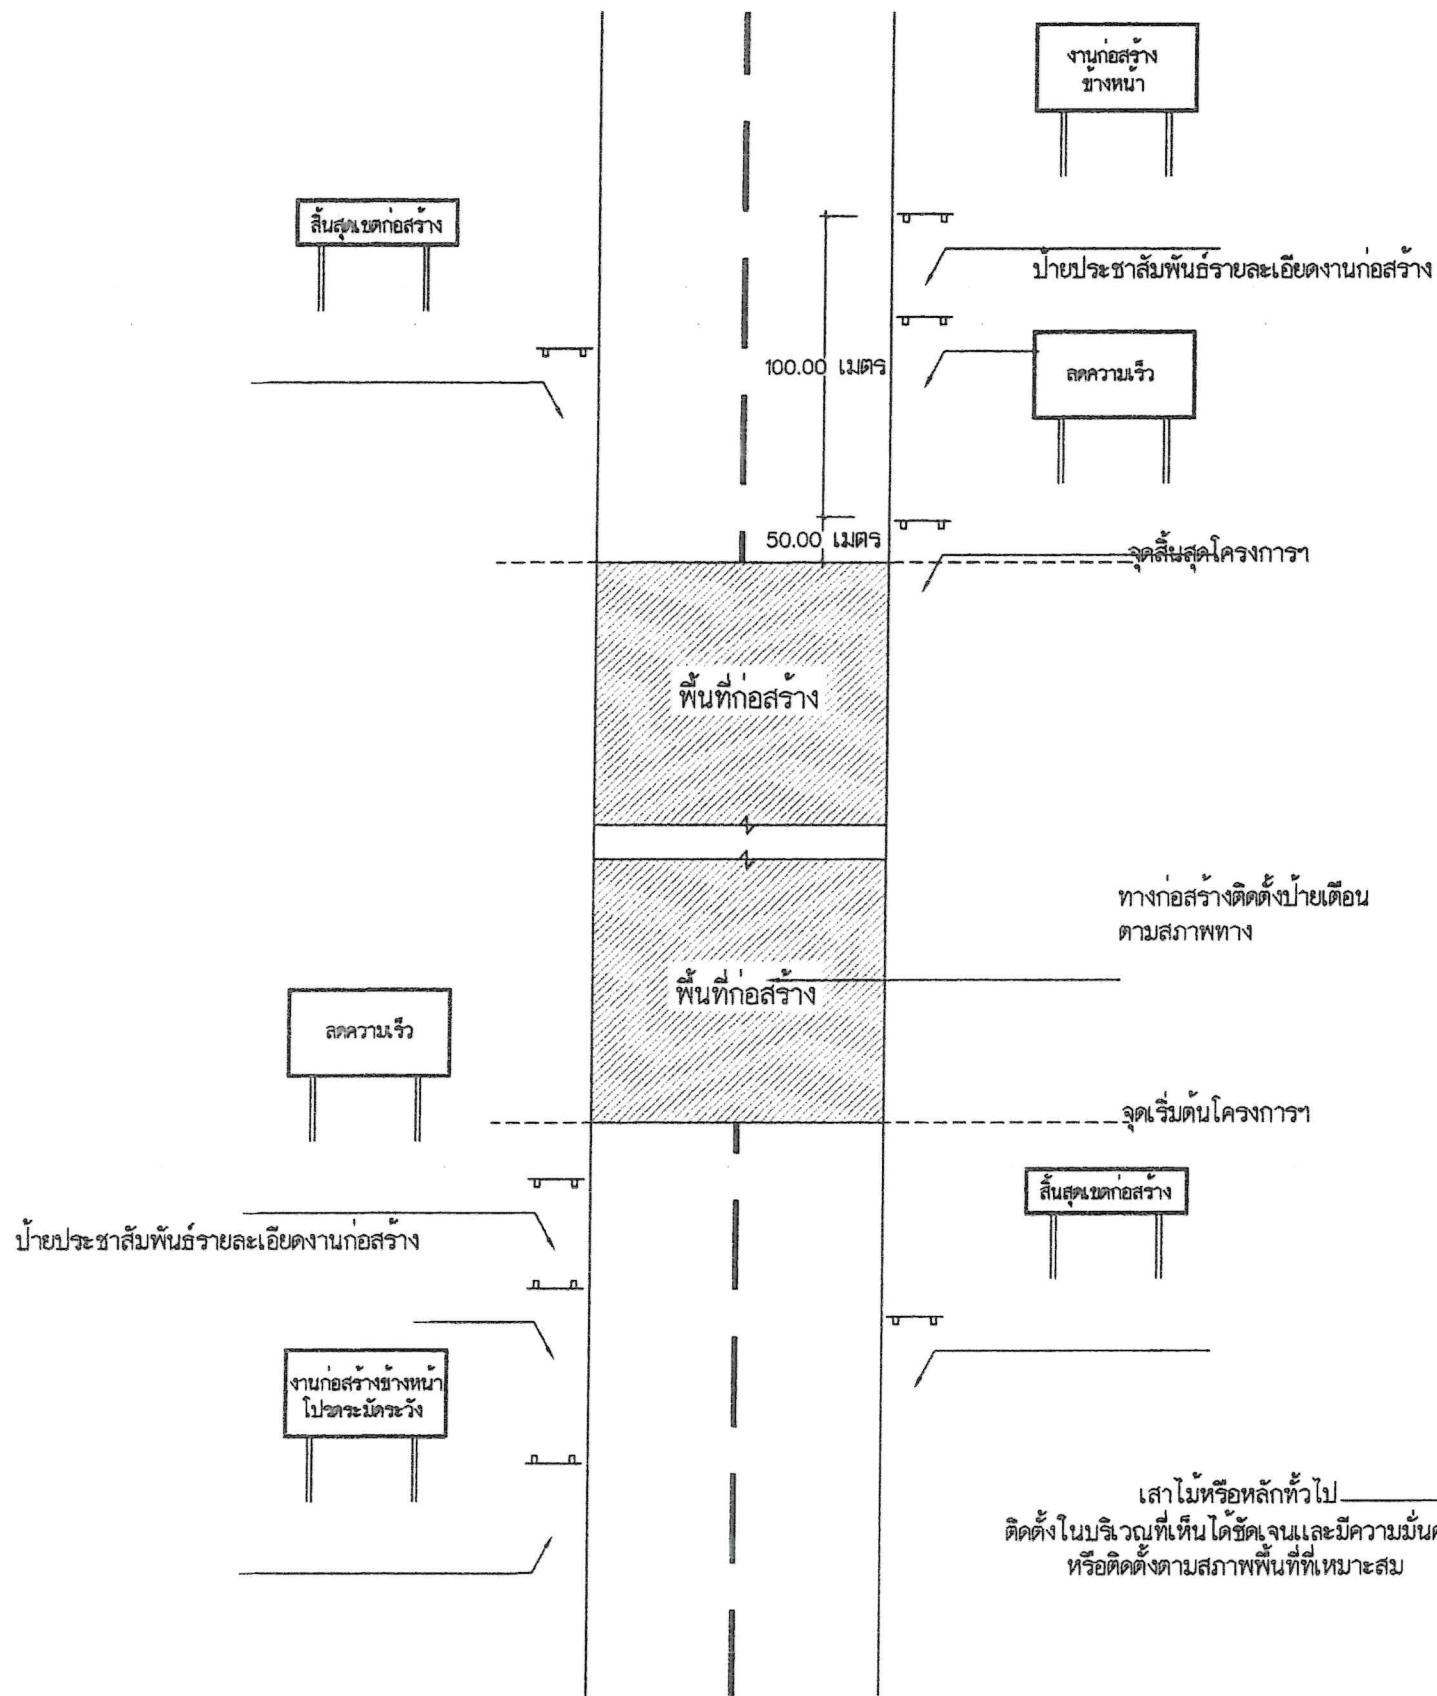 งานก่อสร้าง
ข้างหน้า
สิ้นสุดเขตก่อสร้าง
ป้ายประชาสัมพันธ์รายละเอียดงานก่อสร้าง
100.00 เมตร
ลดความเร็ว
50.00 เมตร
จุดสิ้นสุดโครงการฯ
พื้นที่ก่อสร้าง
ทางก่อสร้างติดตั้งป้ายเตือน
ตามสภาพทาง
พื้นที่ก่อสร้าง
ลดความเร็ว
จุดเริ่มต้นโครงการฯ
สิ้นสุดเขตก่อสร้าง
ป้ายประชาสัมพันธ์รายละเอียดงานก่อสร้าง
งานก่อสร้างข้างหน้า
โปรดระมัดระวัง
เสาไม้หรือหลักทั่วไป
ติดตั้งในบริเวณที่เห็นได้ชัดเจนและมีความมั่น
หรือติดตั้งตามสภาพพื้นที่ที่เหมาะสม